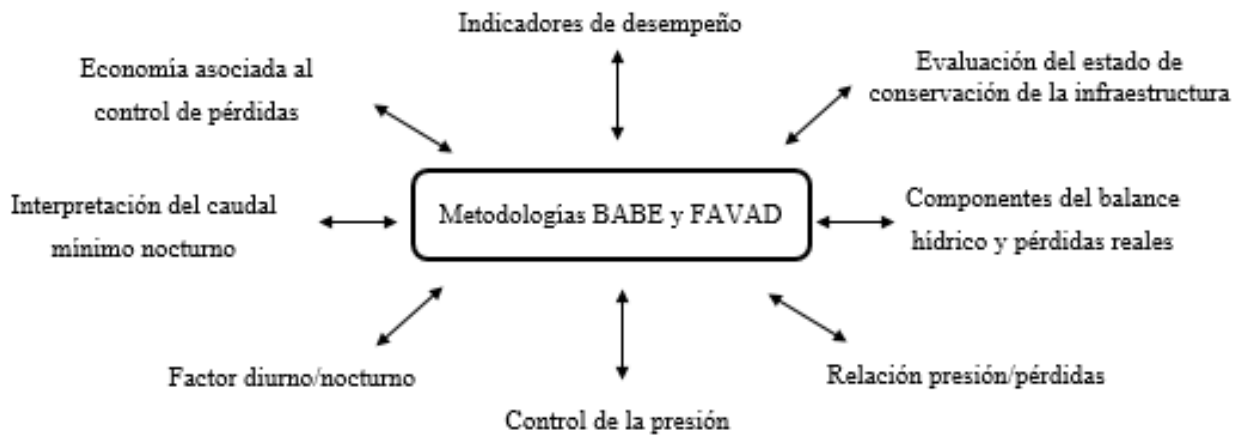 Indicadores de desempeño
Economía asociada al
control de pérdidas
Evaluación del estado de
conservación de la infraestructura
Interpretación del caudal
mínimo nocturno
Metodologías BABE y FAVAD
Componentes del balance
hídrico y pérdidas reales
Factor diurno/nocturno
Relación presión/pérdidas
Control de la presión